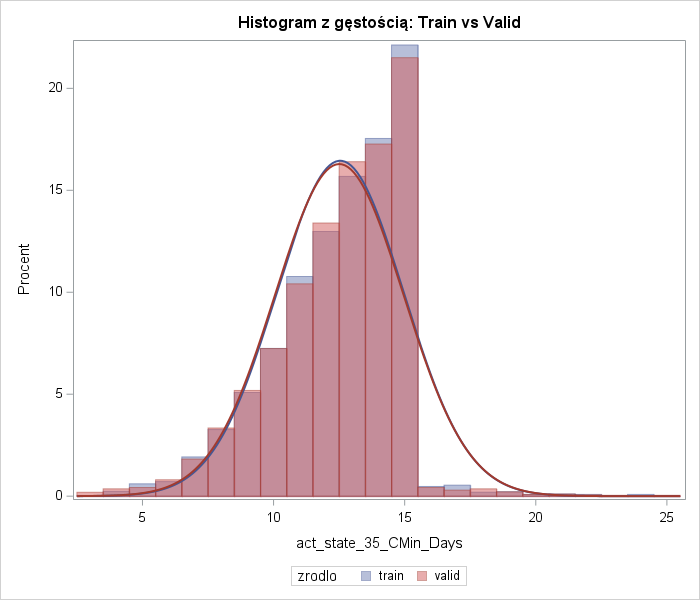 Histogram z gęstością: Train vs Valid
20
15
10
5
0
Procent
5 10 15 20 25
act_state_35_CMin_Days
zrodlo train valid